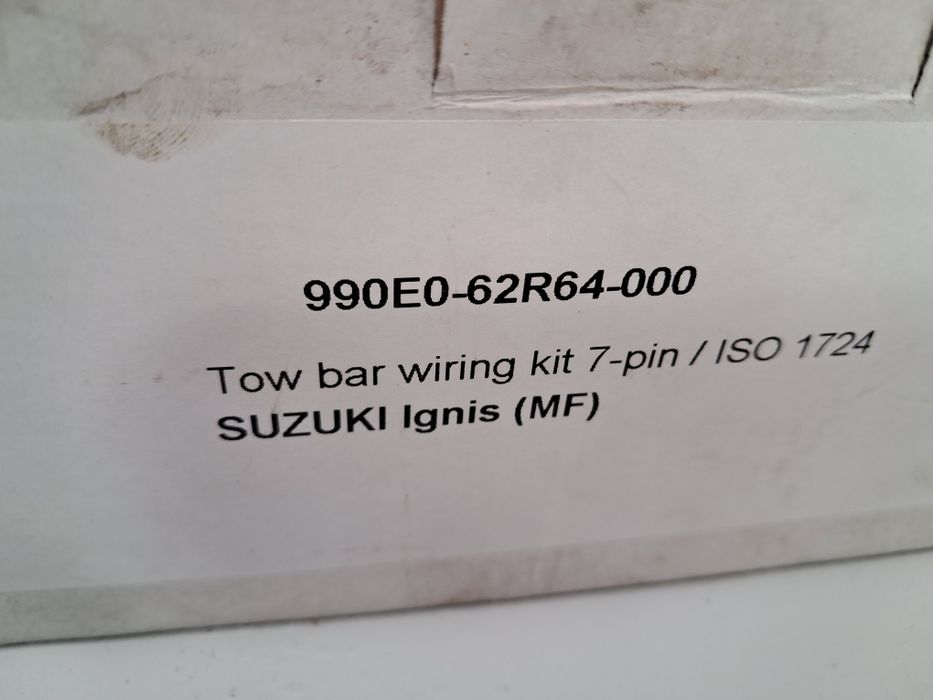 990E0-62R64-000
Tow bar wiring kit 7-pin / ISO 1724
SUZUKI Ignis (MF)